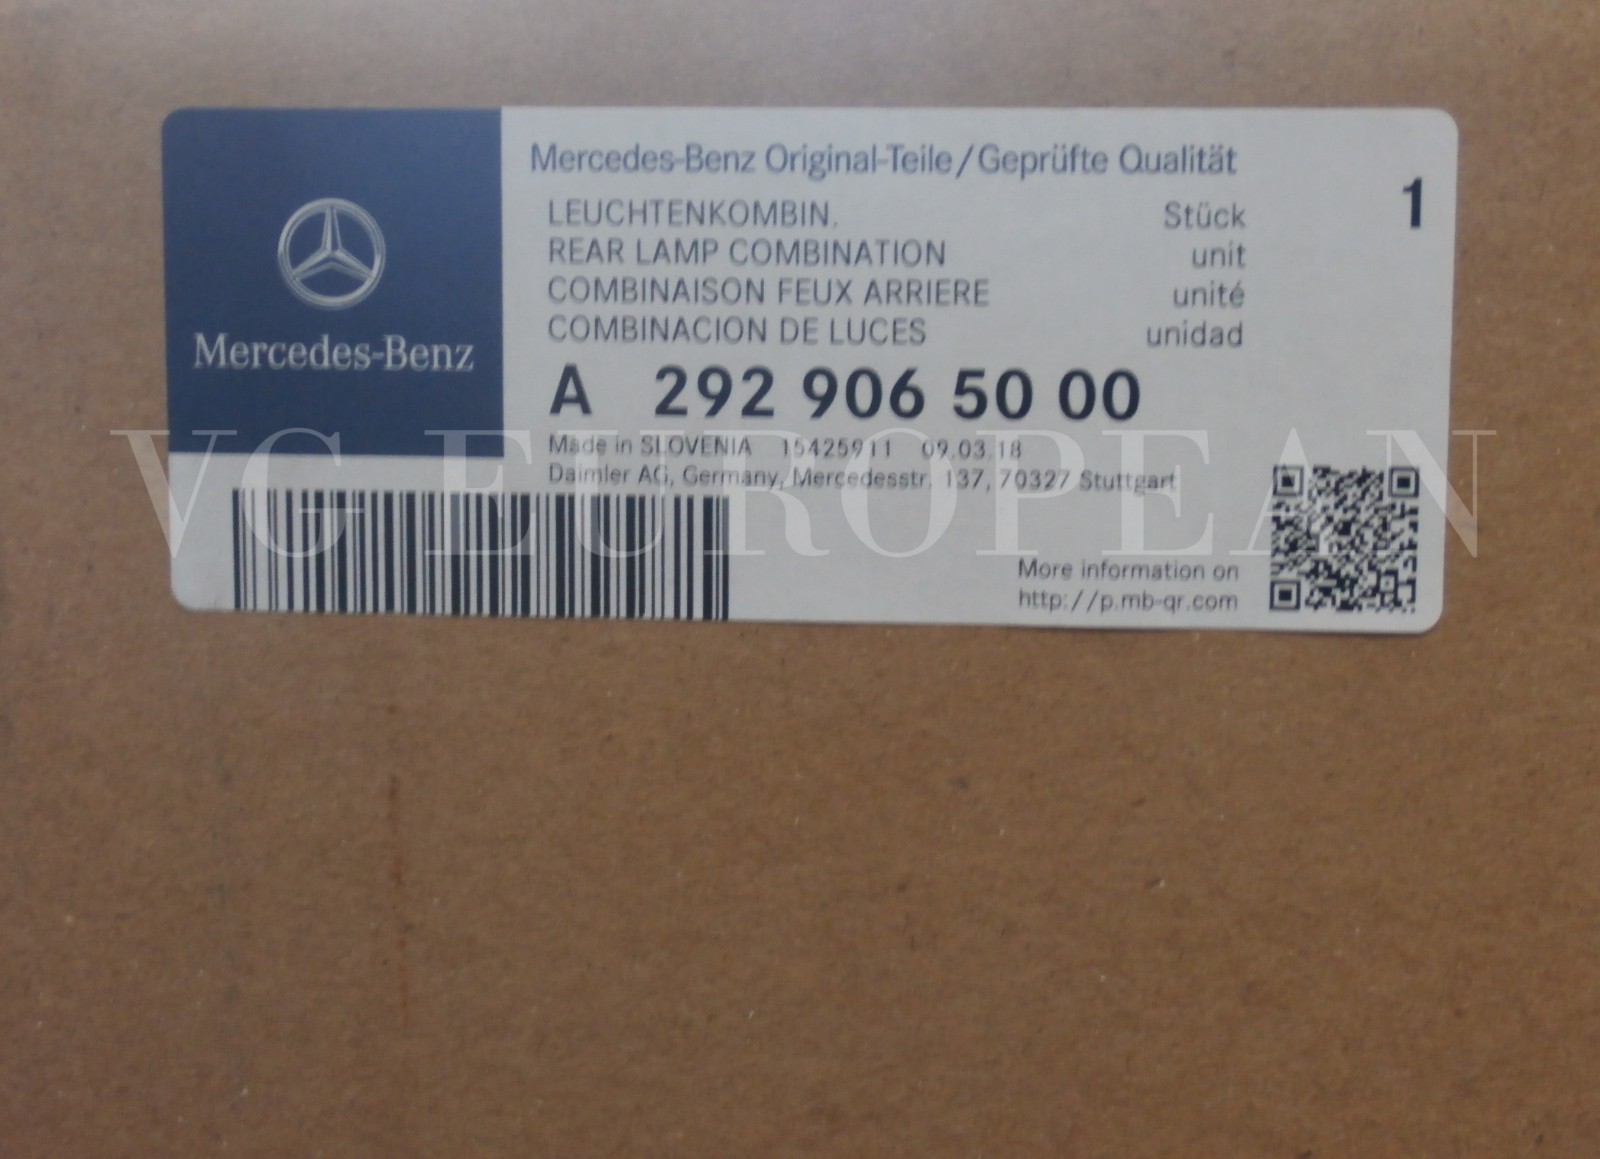 Mercedes-Benz
Mercedes-Benz Original-Teile/Geprüfte Qualität
LEUCHTENKOMBIN. Stück 1
REAR LAMP COMBINATION unit
COMBINAISON FEUX ARRIERE unité
COMBINACION DE LUCES unidad
A 292 906 50 00
Made in SLOVENIA 15425911 09.03.18
Daimler AG, Germany, Mercedesstr. 137, 70327 Stuttgart
VG EUROPEAN
More information on
http://p.mb-qr.com